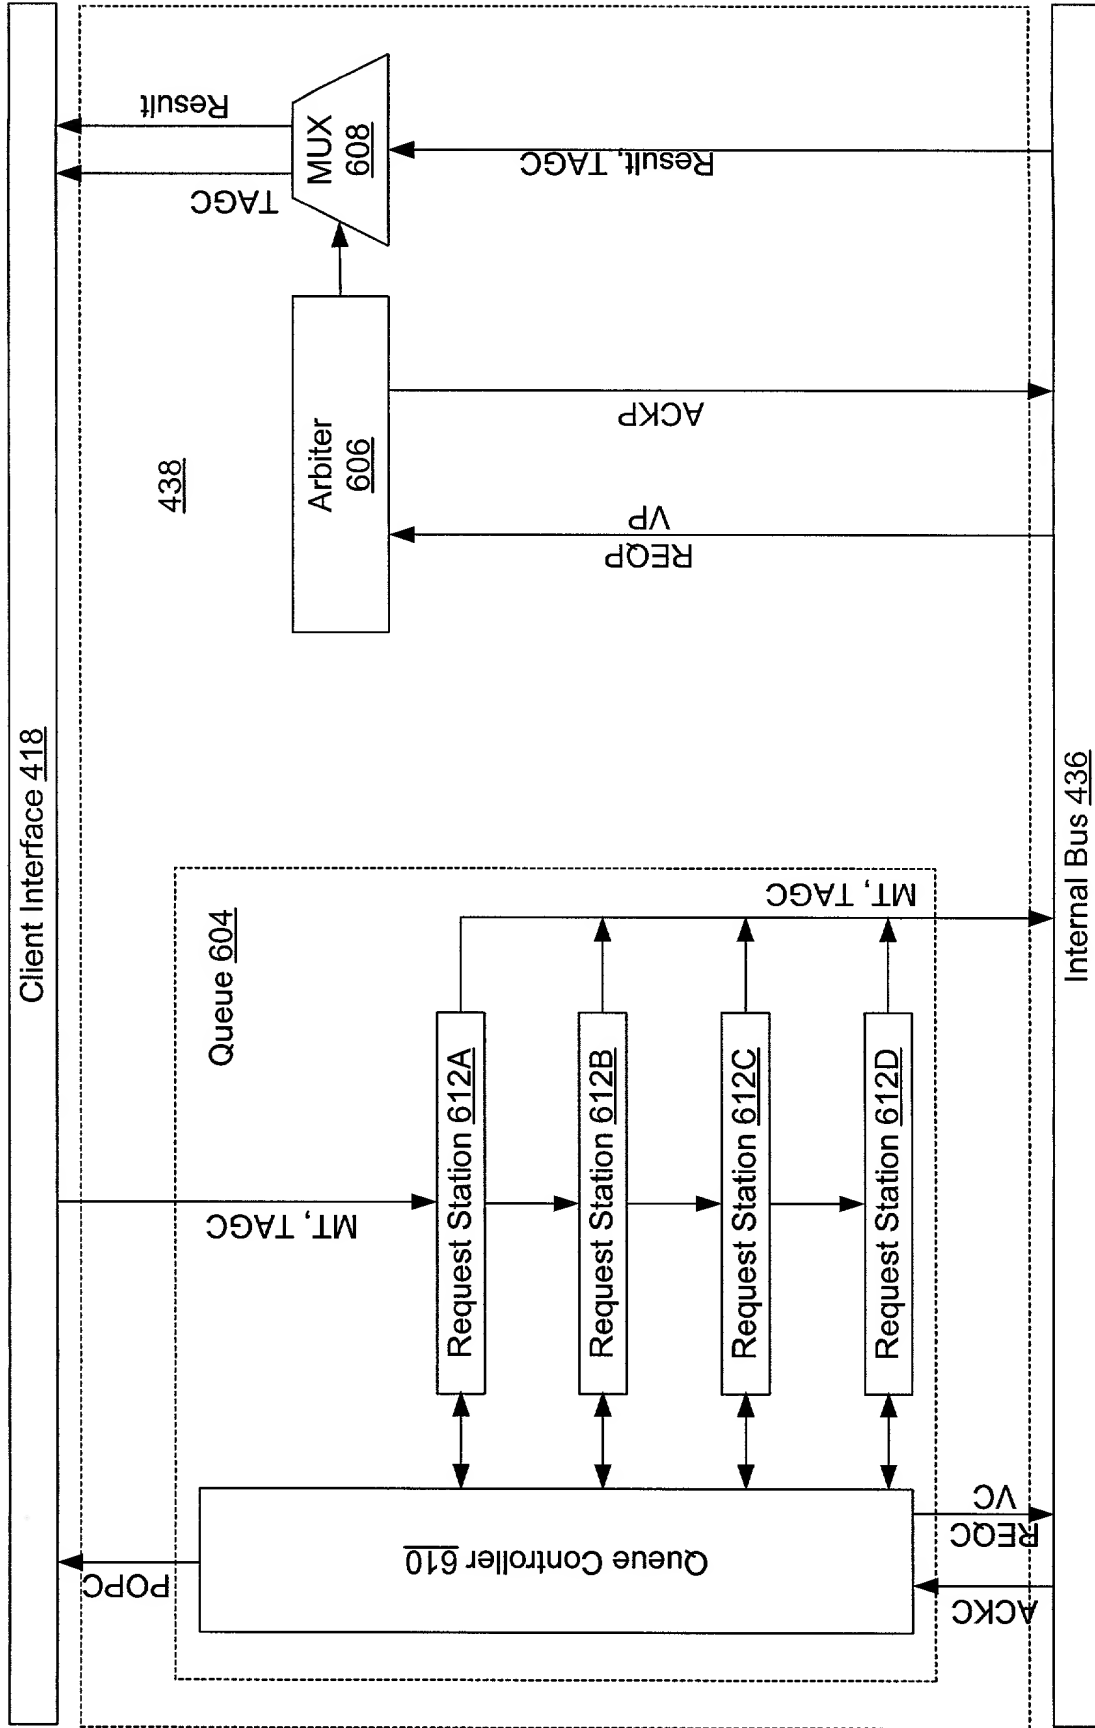 Client Interface 418
438
Queue 604
POPC
Queue Controller 610
MT, TAGC
Request Station 612A
Request Station 612B
Request Station 612C
Request Station 612D
MT, TAGC
ACKC
REQC
VC
Arbiter
606
REQP
VP
ACKP
MUX
608
TAGC
Result
Result, TAGC
Internal Bus 436